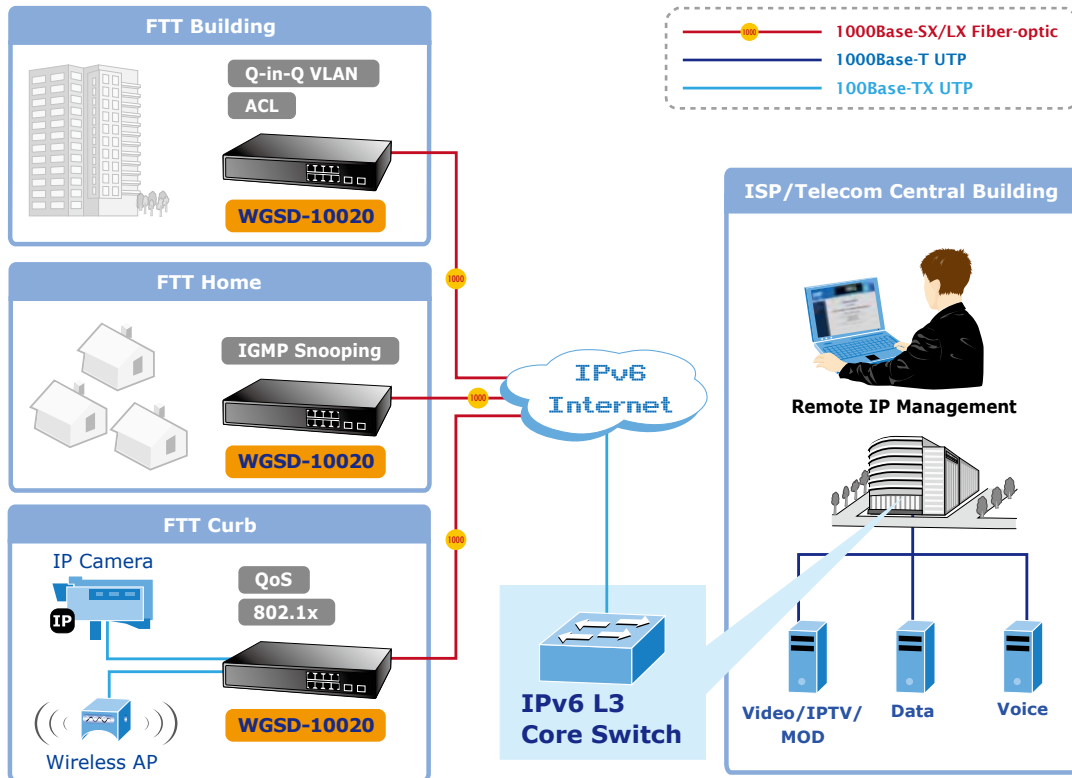 FTT Building
Q-in-Q VLAN
ACL
WGSD-10020
1000
1000Base-SX/LX Fiber-optic
1000Base-T UTP
100Base-TX UTP
FTT Home
IGMP Snooping
WGSD-10020
1000
1000
IPv6
Internet
FTT Curb
IP Camera
IP
QoS
802.1x
WGSD-10020
Wireless AP
1000
IPv6 L3
Core Switch
ISP/Telecom Central Building
Remote IP Management
Video/IPTV/
MOD
Data
Voice